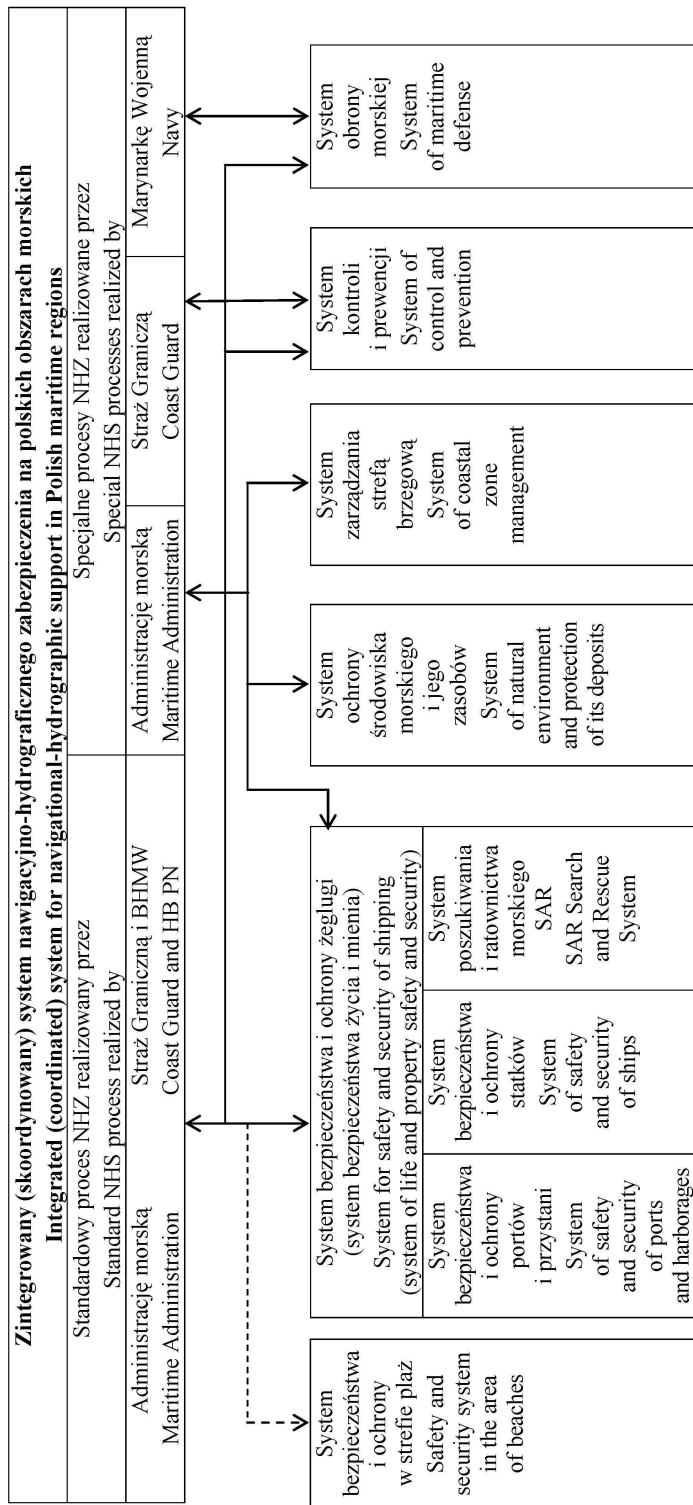 Zintegrowany (skoordynowany) system nawigacyjno-hydrograficznego zabezpieczenia na polskich obszarach morskich
Integrated (coordinated) system for navigational-hydrographic support in Polish maritime regions
Standardowy proces NHZ realizowany przez
Standard NHS process realized by
Specjalne procesy NHZ realizowane przez
Special NHS processes realized by
Administrację morską
Maritime Administration
Straż Graniczną i BHMW
Coast Guard and HB PN
Administrację morską
Maritime Administration
Straż Graniczą
Coast Guard
Marynarkę Wojenną
Navy
System
bezpieczeństwa
i ochrony
w strefie plaż
Safety and
security system
in the area
of beaches
System bezpieczeństwa i ochrony żeglugi
(system bezpieczeństwa życia i mienia)
System for safety and security of shipping
(system of life and property safety and security)
System
bezpieczeństwa
i ochrony
portów
i przystani
System
of safety
and security
of ports
and harborages
System
bezpieczeństwa
i ochrony
statków
System
of safety
and security
of ships
System
poszukiwania
i ratownictwa
morskiego
SAR
SAR Search
and Rescue
System
System
ochrony
środowiska
morskiego
i jego
zasobów
System
of natural
environment
and protection
of its deposits
System
zarządzania
strefą
brzegową
System
of coastal
zone
management
System
kontroli
i prewencji
System of
control and
prevention
System
obrony
morskiej
System
of maritime
defense